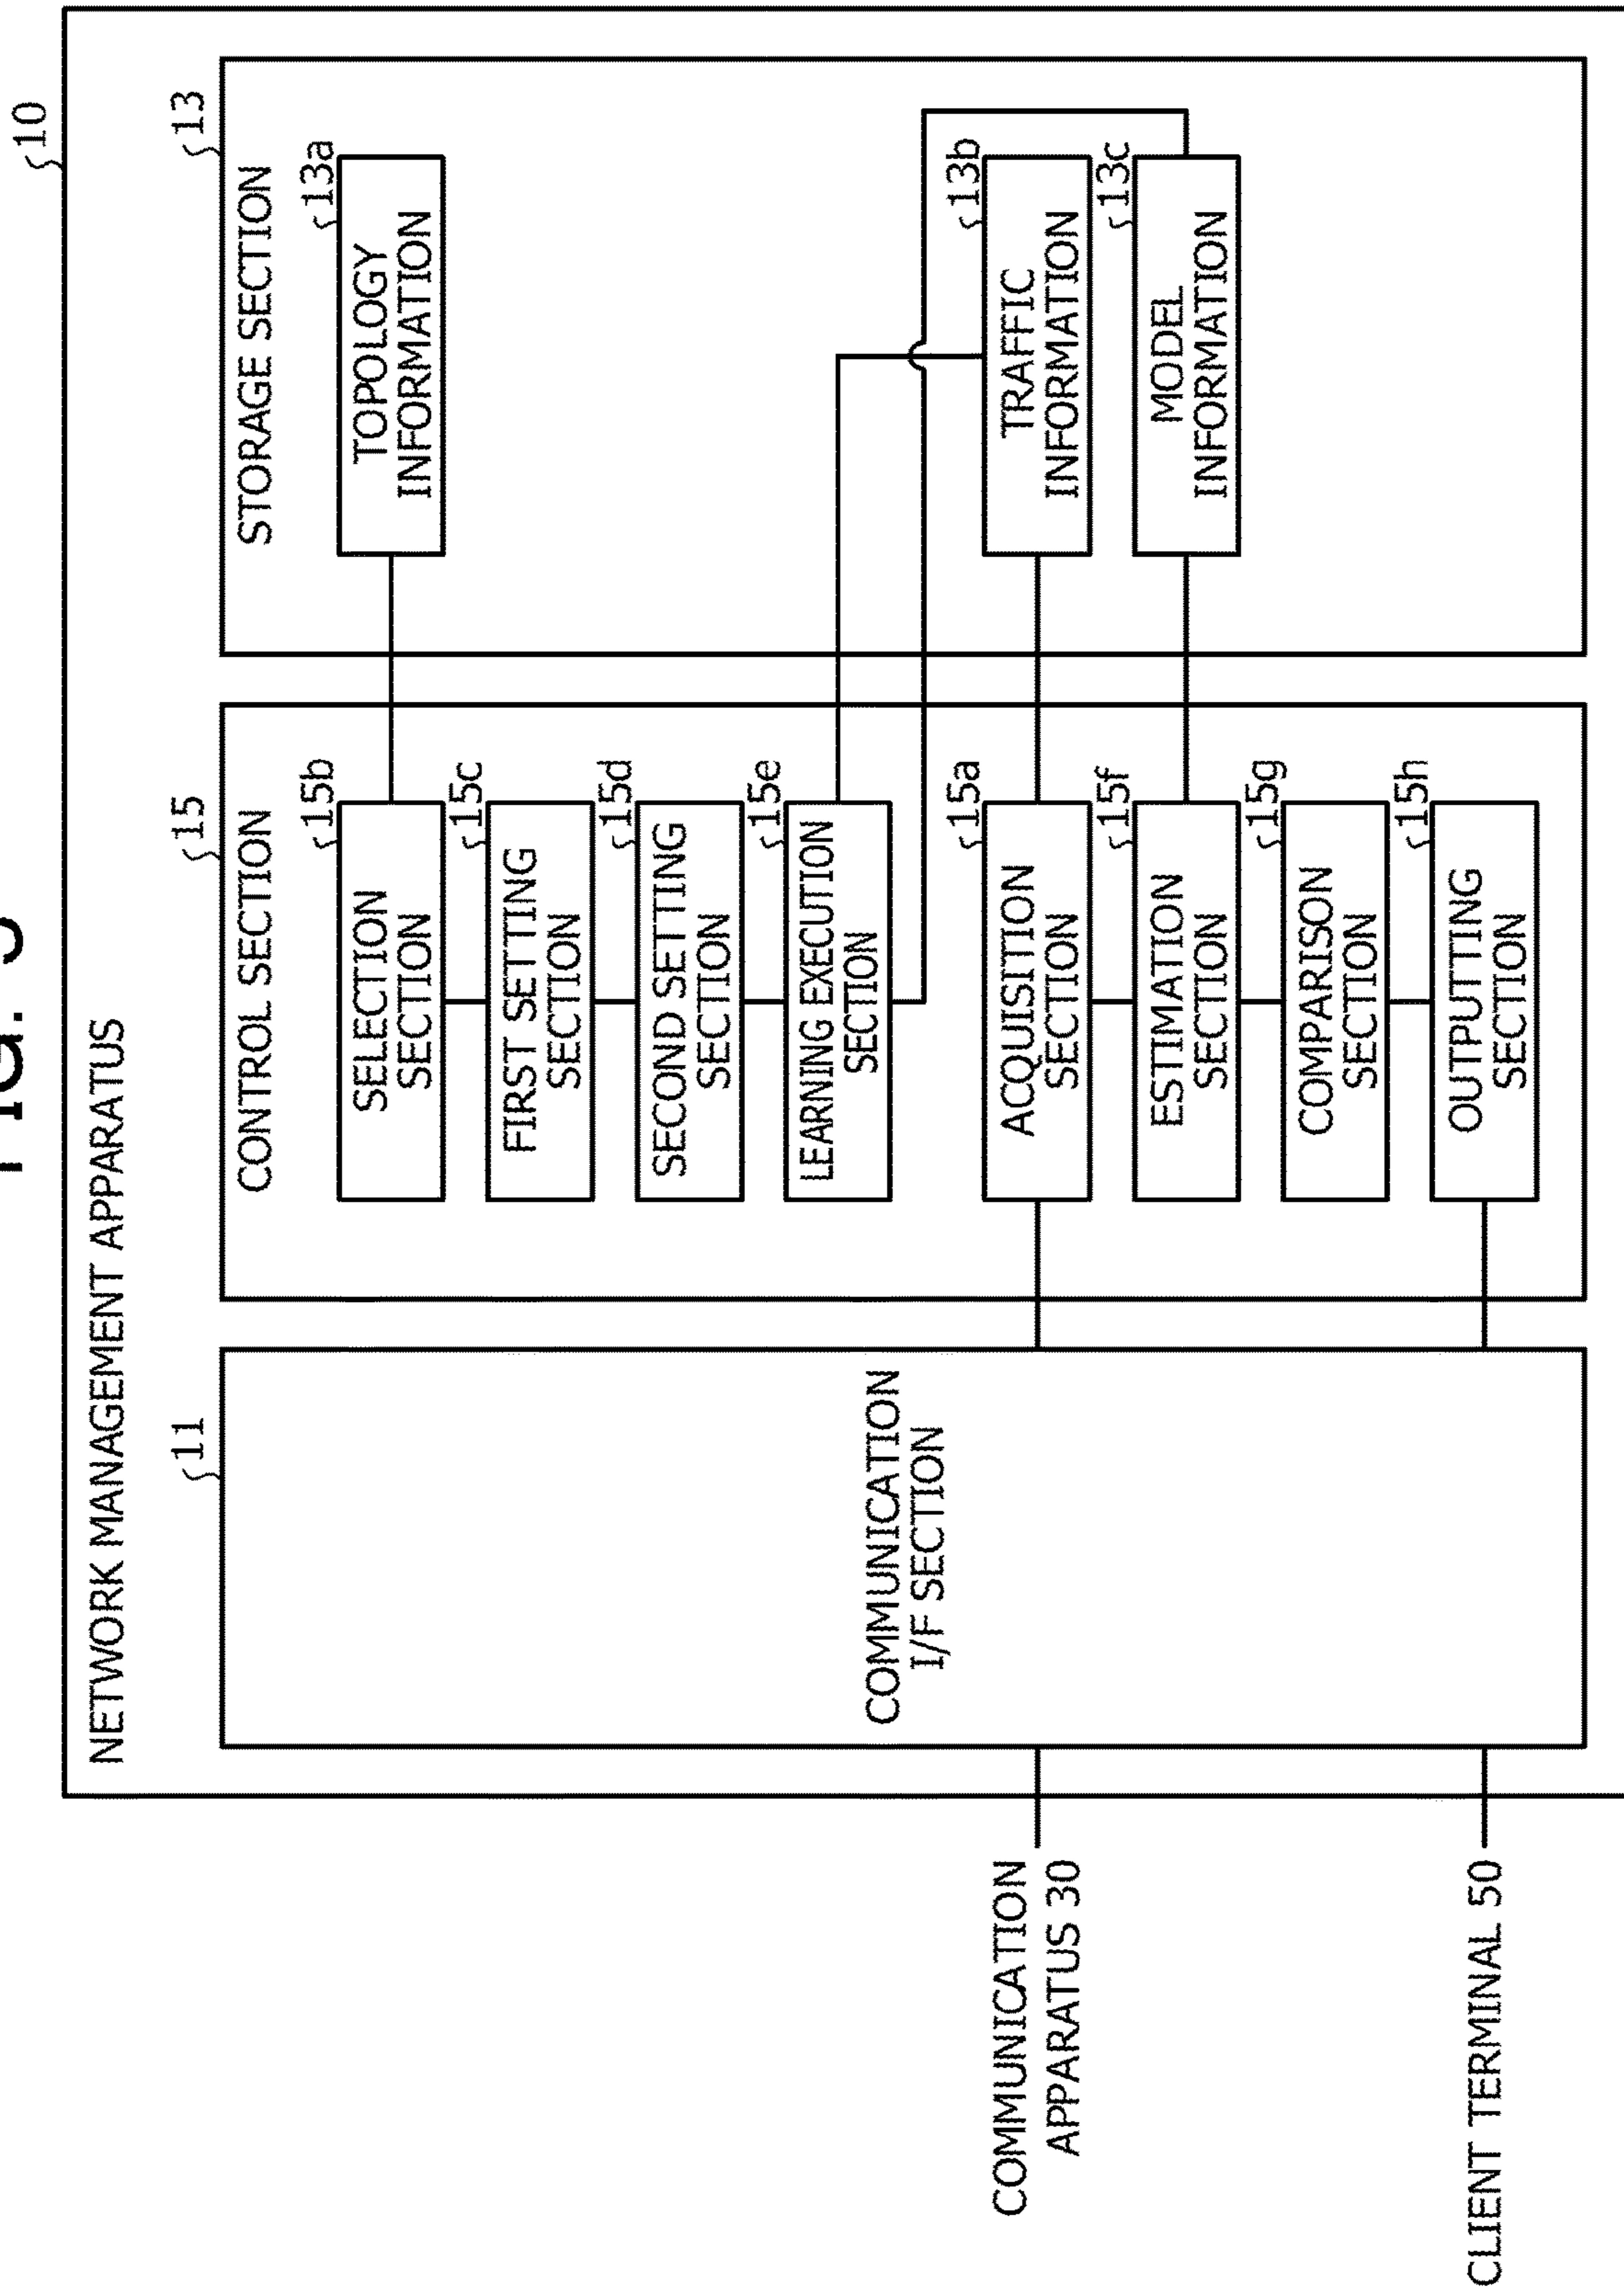 10
NETWORK MANAGEMENT APPARATUS
11
COMMUNICATION
I/F SECTION
15
CONTROL SECTION
15b
SELECTION
SECTION
15c
FIRST SETTING
SECTION
15d
SECOND SETTING
SECTION
15e
LEARNING EXECUTION
SECTION
15a
ACQUISITION
SECTION
15f
ESTIMATION
SECTION
15g
COMPARISON
SECTION
15h
OUTPUTTING
SECTION
13
STORAGE SECTION
13a
TOPOLOGY
INFORMATION
13b
TRAFFIC
INFORMATION
13c
MODEL
INFORMATION
COMMUNICATION
APPARATUS 30
CLIENT TERMINAL 50